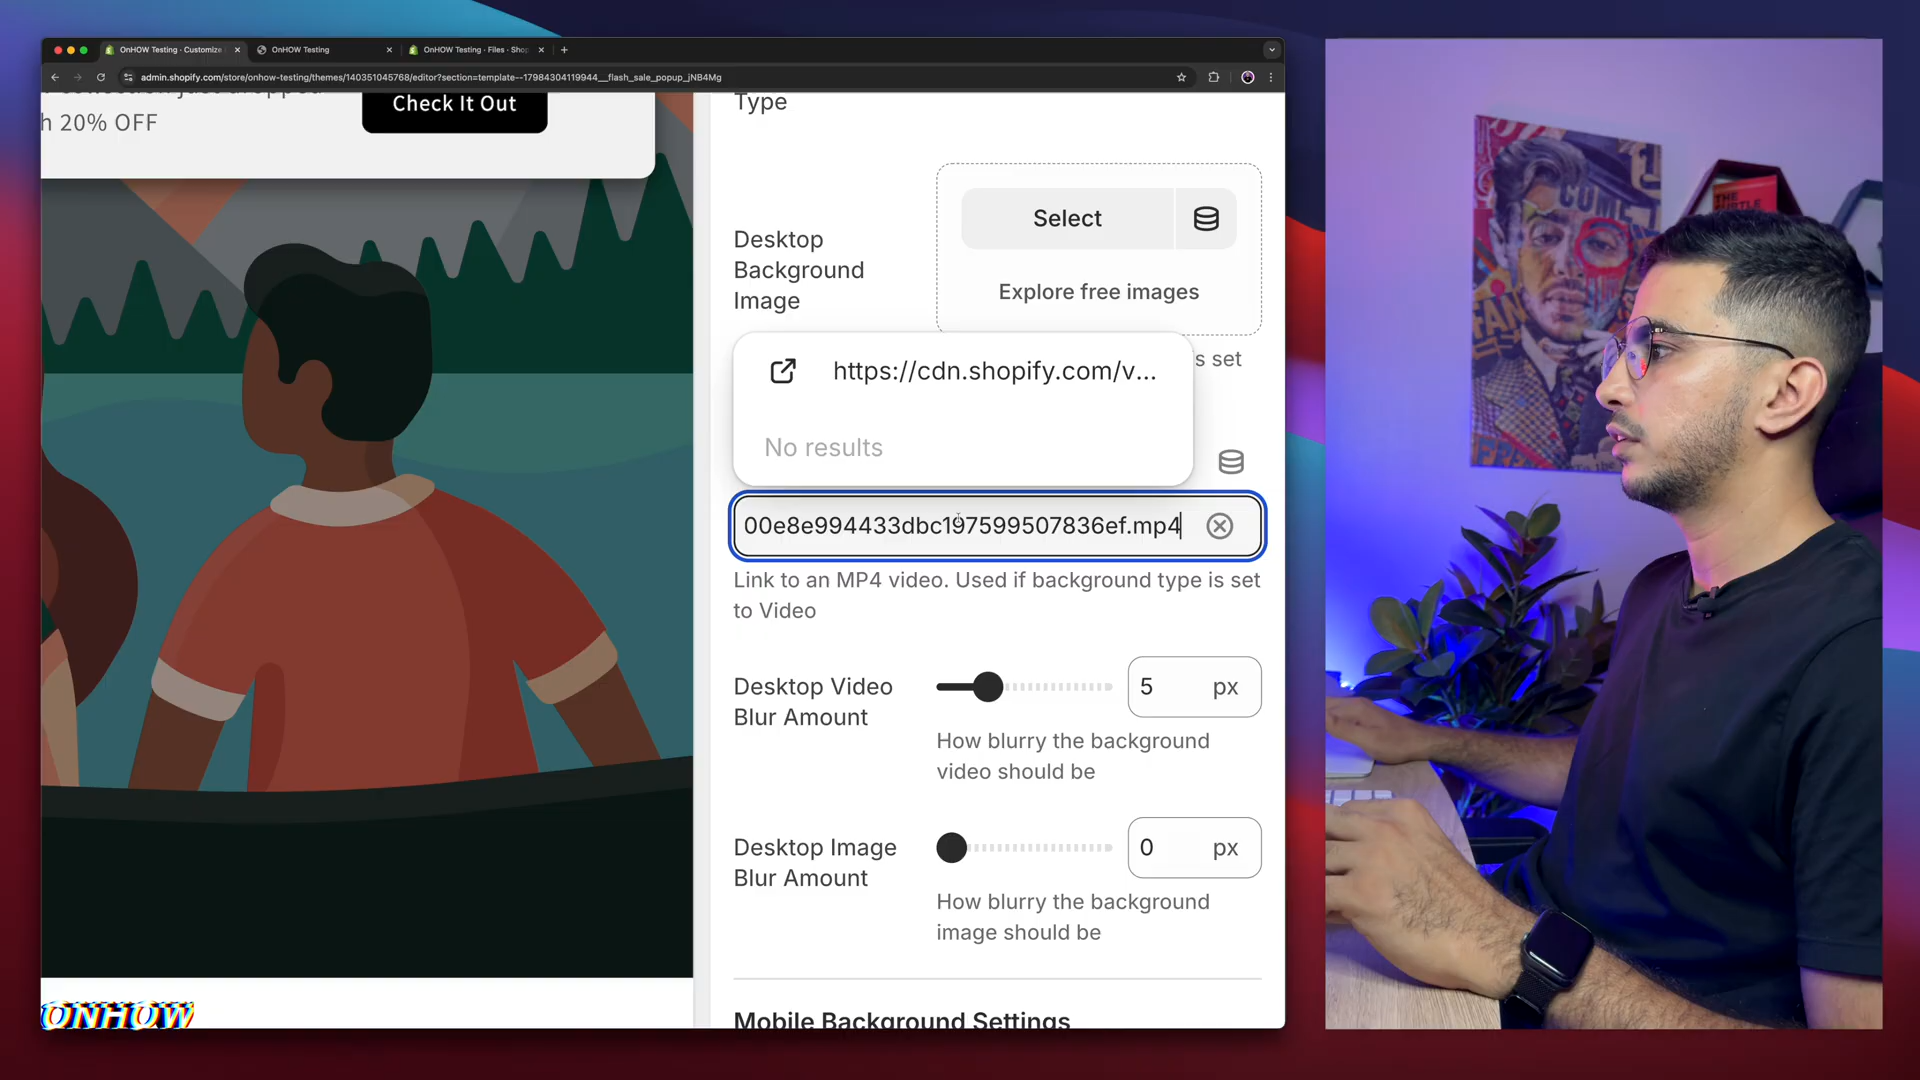 OnHOW Testing · Customize
OnHOW Testing
OnHOW Testing · Files · Shop
admin.shopify.com/store/onhow-testing/themes/140351045768/editor?section=template--17984304119944__flash_sale_popup_jNB4Mg
h 20% OFF
Check It Out
Type
Desktop
Background
Image
Select
Explore free images
s set
https://cdn.shopify.com/v...
No results
00e8e994433dbc197599507836ef.mp4
Link to an MP4 video. Used if background type is set
to Video
Desktop Video
Blur Amount
5 px
How blurry the background
video should be
Desktop Image
Blur Amount
0 px
How blurry the background
image should be
Mobile Background Settings
ONHOW
COME
FAN
THE